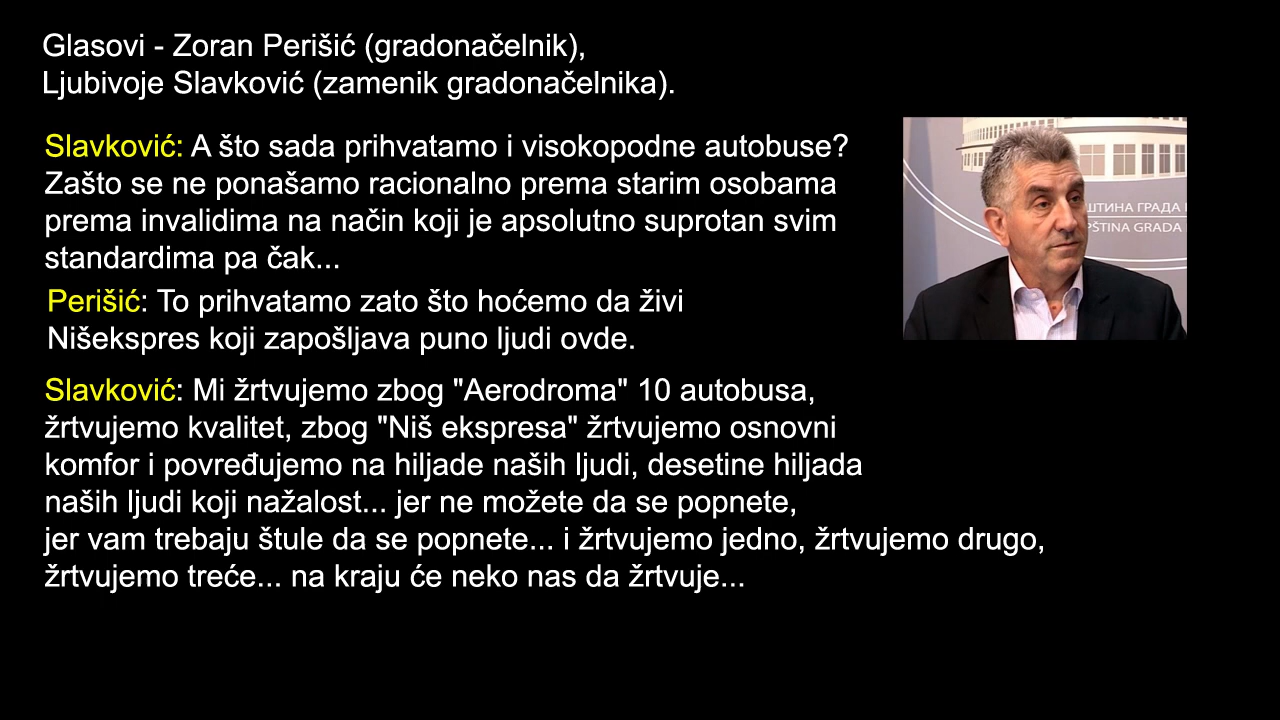 Glasovi - Zoran Perišić (gradonačelnik),
Ljubivoje Slavković (zamenik gradonačelnika).
Slavković: A što sada prihvatamo i visokopodne autobuse?
Zašto se ne ponašamo racionalno prema starim osobama
prema invalidima na način koji je apsolutno suprotan svim
standardima pa čak...
Perišić: To prihvatamo zato što hoćemo da živi
Nišekspres koji zapošljava puno ljudi ovde.
Slavković: Mi žrtvujemo zbog "Aerodroma" 10 autobusa,
žrtvujemo kvalitet, zbog "Niš ekspresa" žrtvujemo osnovni
komfor i povređujemo na hiljade naših ljudi, desetine hiljada
naših ljudi koji nažalost... jer ne možete da se popnete,
jer vam trebaju štule da se popnete... i žrtvujemo jedno, žrtvujemo drugo,
žrtvujemo treće... na kraju će neko nas da žrtvuje...
ШТИНА ГРАДА
PŠTINA GRADA